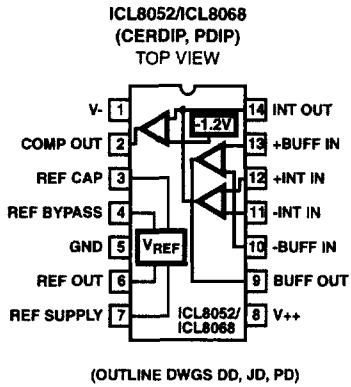 ICL8052/ICL8068
(CERDIP, PDIP)
TOP VIEW
V- 1
COMP OUT 2
REF CAP 3
REF BYPASS 4
GND 5
REF OUT 6
REF SUPPLY 7
-1.2V
VREF
ICL8052/
ICL8068
14 INT OUT
13 +BUFF IN
12 +INT IN
11 -INT IN
10 -BUFF IN
9 BUFF OUT
8 V++
(OUTLINE DWGS DD, JD, PD)